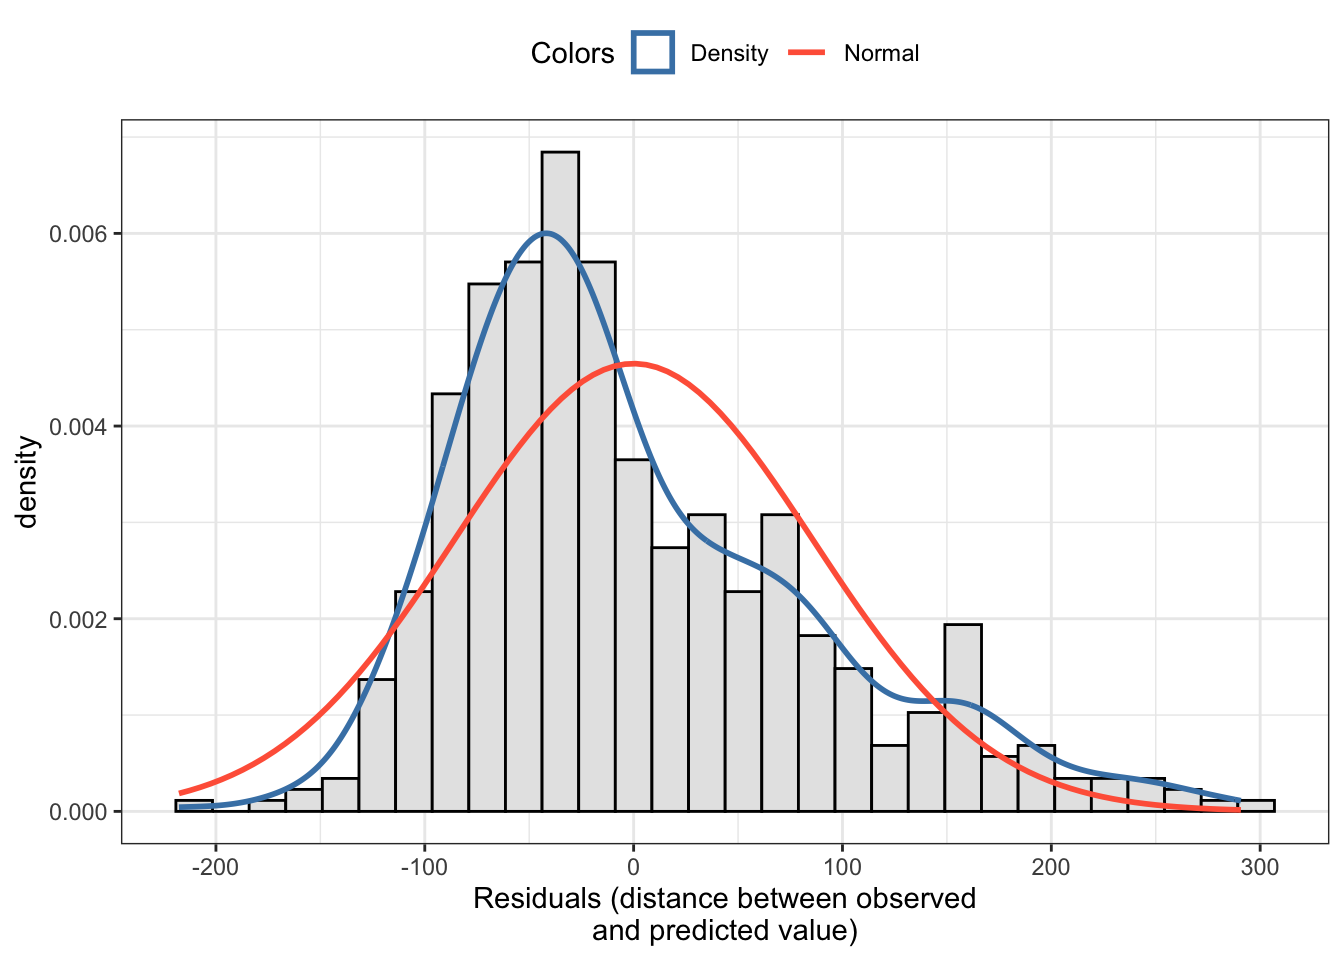 Colors Density Normal
0.006
0.004
0.002
0.000
density
-200 -100 0 100 200 300
Residuals (distance between observed
and predicted value)